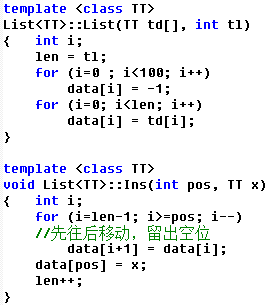 template <class TT>
List<TT>::List(TT td[], int tl)
{   int i;
    len = tl;
    for (i=0 ; i<100; i++)
        data[i] = -1;
    for (i=0; i<len; i++)
        data[i] = td[i];
}

template <class TT>
void List<TT>::Ins(int pos, TT x)
{   int i;
    for (i=len-1; i>=pos; i--)
    //先往后移动，留出空位
        data[i+1] = data[i];
    data[pos] = x;
    len++;
}